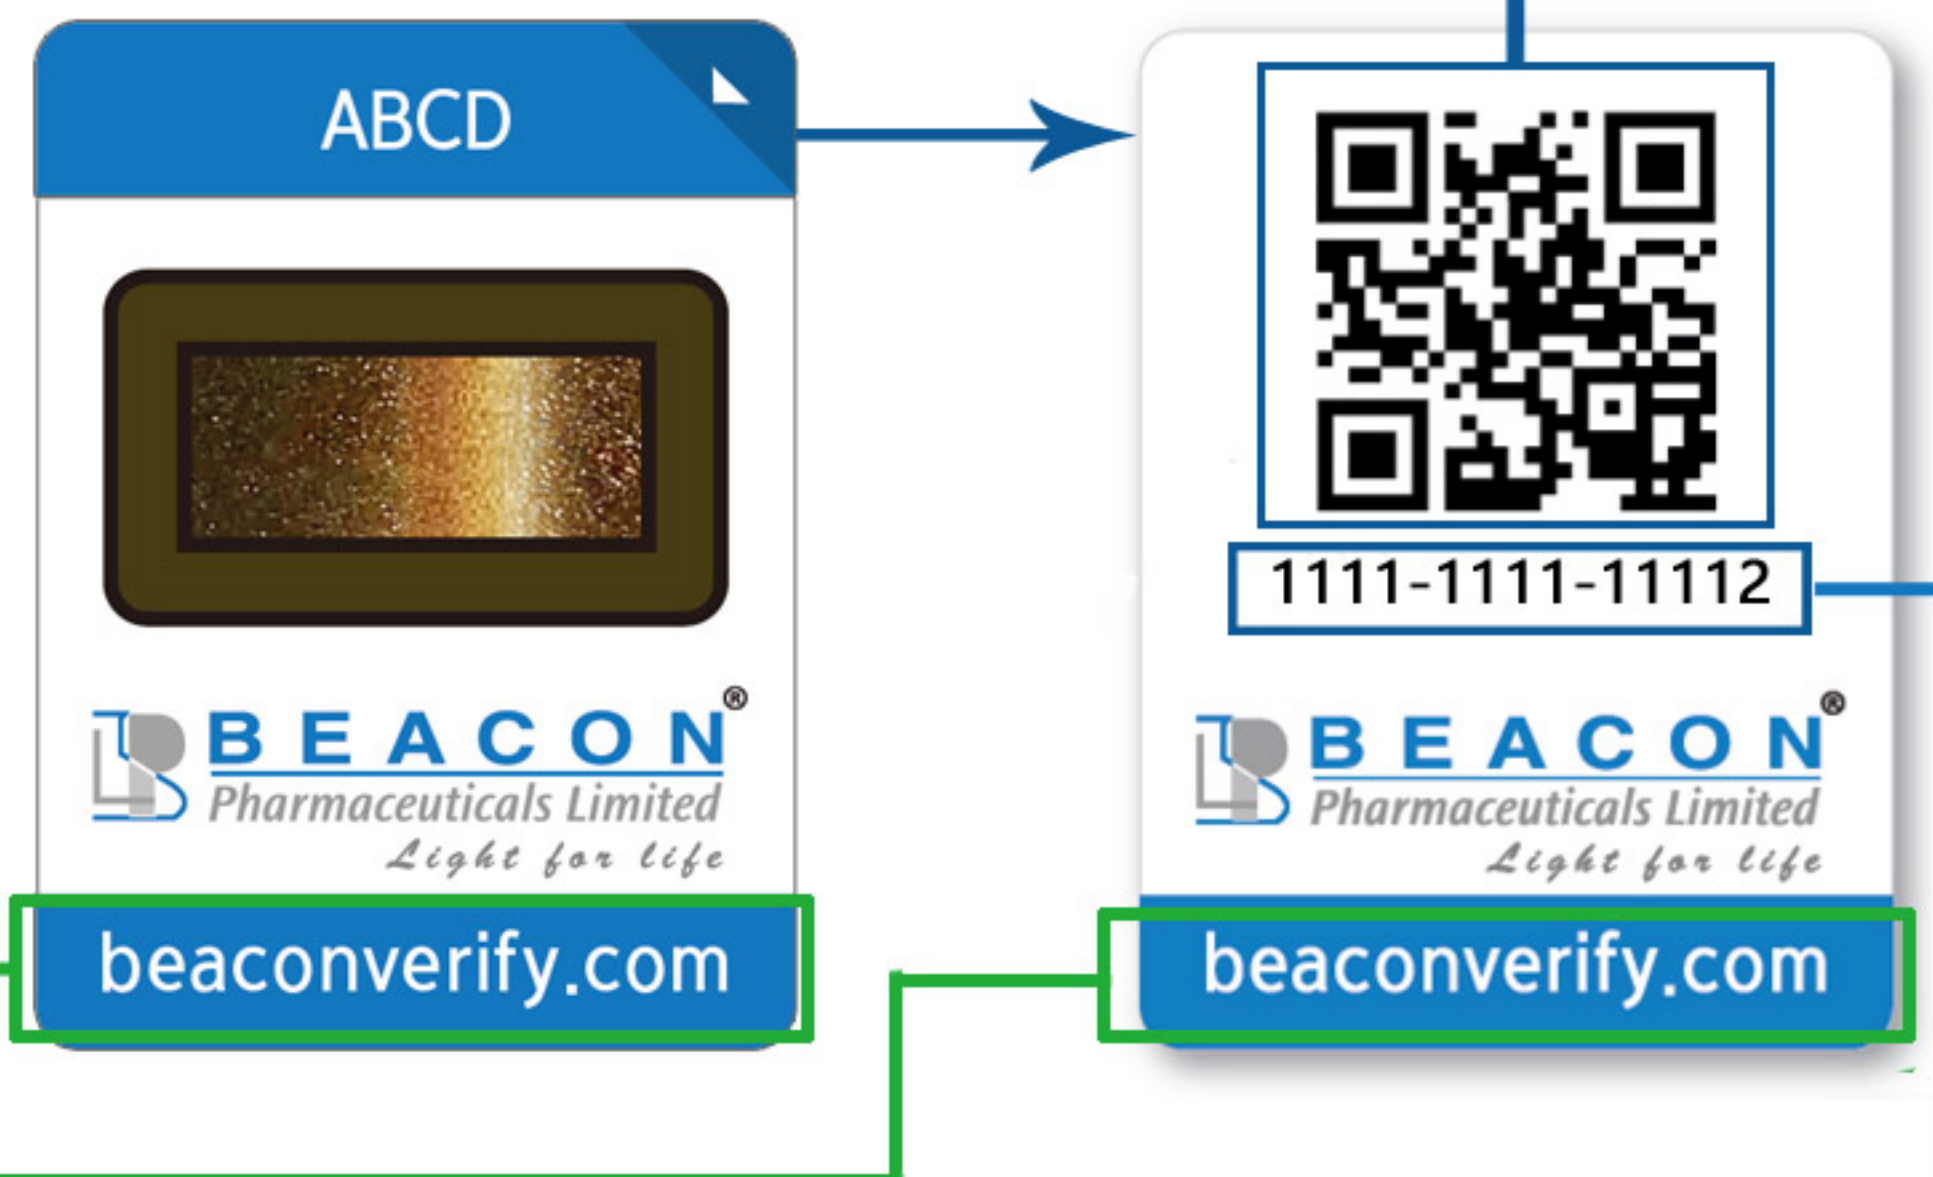 ABCD
BEACON®
Pharmaceuticals Limited
Light for life
beaconverify.com
1111-1111-11112
BEACON®
Pharmaceuticals Limited
Light for life
beaconverify.com